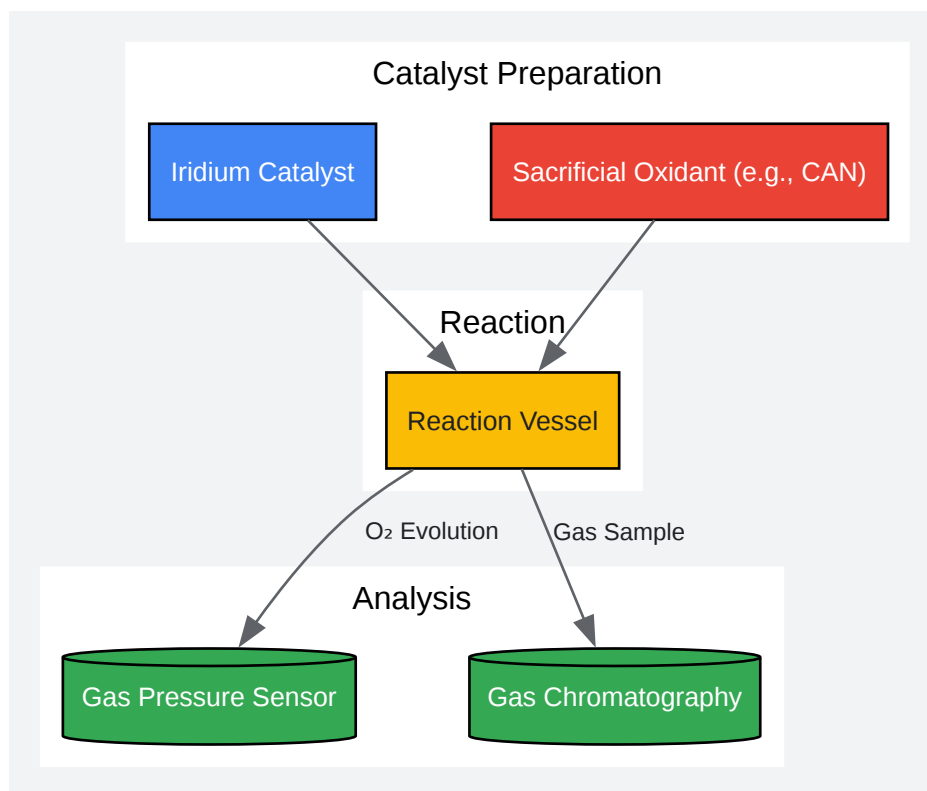 Catalyst Preparation
Iridium Catalyst
Sacrificial Oxidant (e.g., CAN)
Reaction
Reaction Vessel
O₂ Evolution
Gas Sample
Analysis
Gas Pressure Sensor
Gas Chromatography